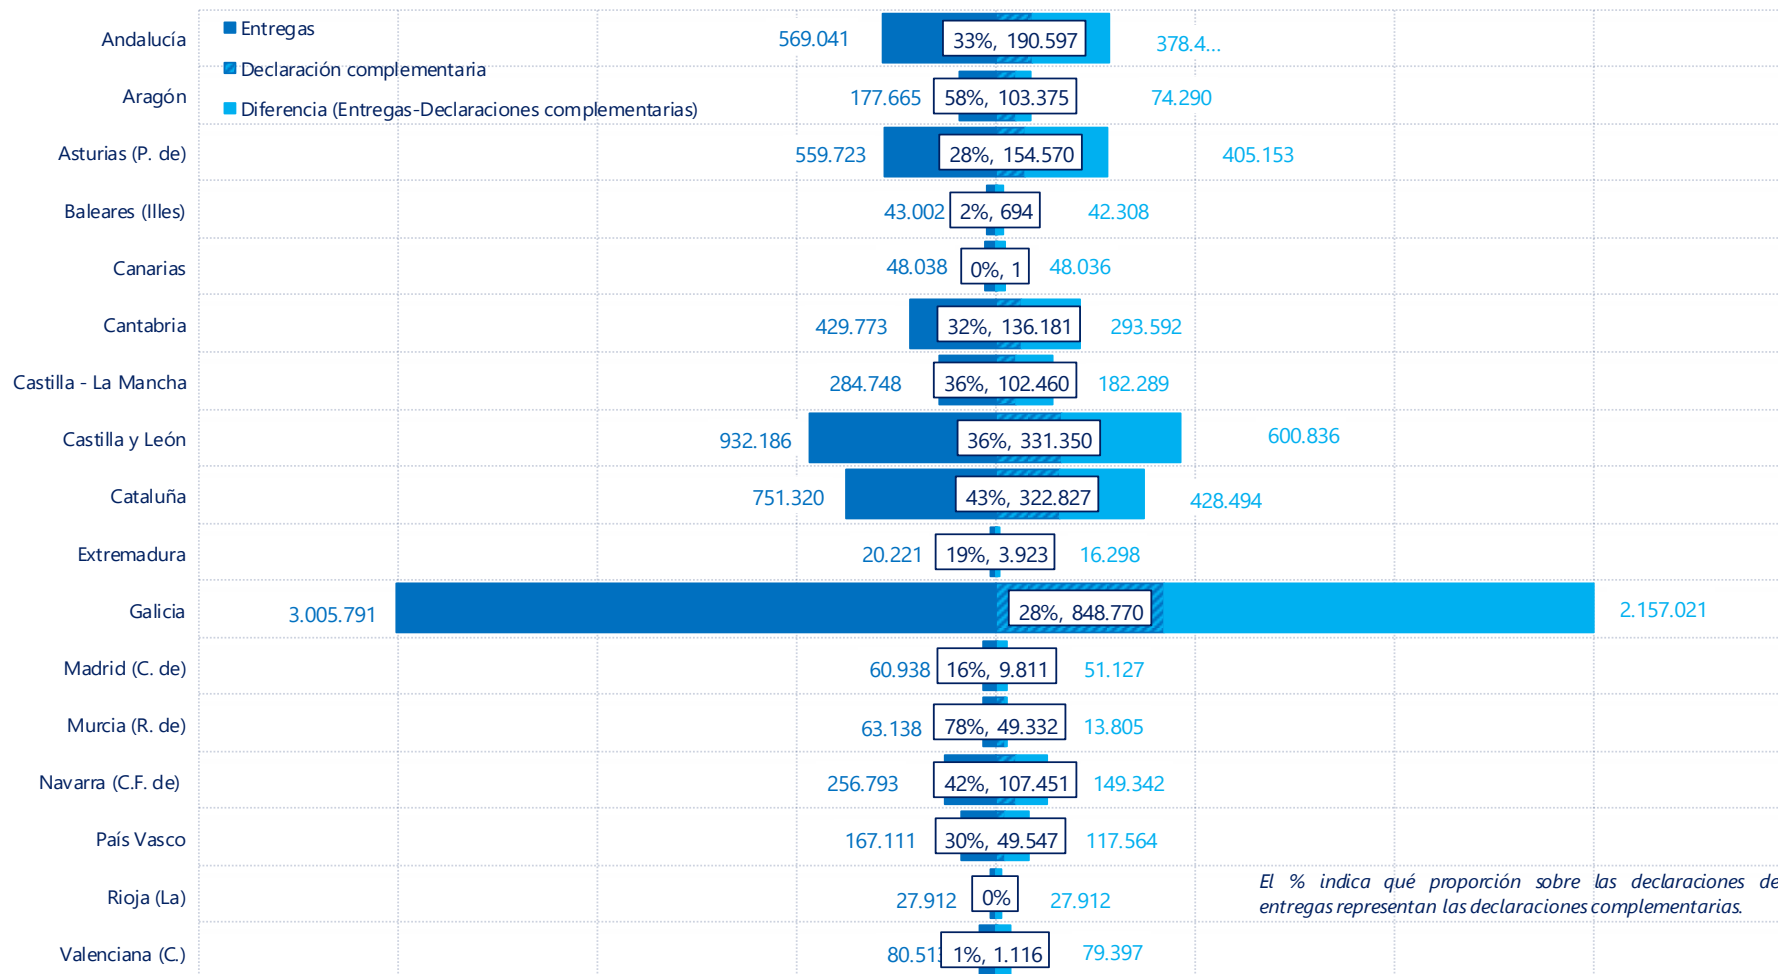 Entregas
Declaración complementaria
Diferencia (Entregas-Declaraciones complementarias)
Andalucía 569.041 33%, 190.597 378.4...
Aragón 177.665 58%, 103.375 74.290
Asturias (P. de) 559.723 28%, 154.570 405.153
Baleares (Illes) 43.002 2%, 694 42.308
Canarias 48.038 0%, 1 48.036
Cantabria 429.773 32%, 136.181 293.592
Castilla - La Mancha 284.748 36%, 102.460 182.289
Castilla y León 932.186 36%, 331.350 600.836
Cataluña 751.320 43%, 322.827 428.494
Extremadura 20.221 19%, 3.923 16.298
Galicia 3.005.791 28%, 848.770 2.157.021
Madrid (C. de) 60.938 16%, 9.811 51.127
Murcia (R. de) 63.138 78%, 49.332 13.805
Navarra (C.F. de) 256.793 42%, 107.451 149.342
País Vasco 167.111 30%, 49.547 117.564
Rioja (La) 27.912 0% 27.912
Valenciana (C.) 80.513 1%, 1.116 79.397
El % indica qué proporción sobre las declaraciones de
entregas representan las declaraciones complementarias.